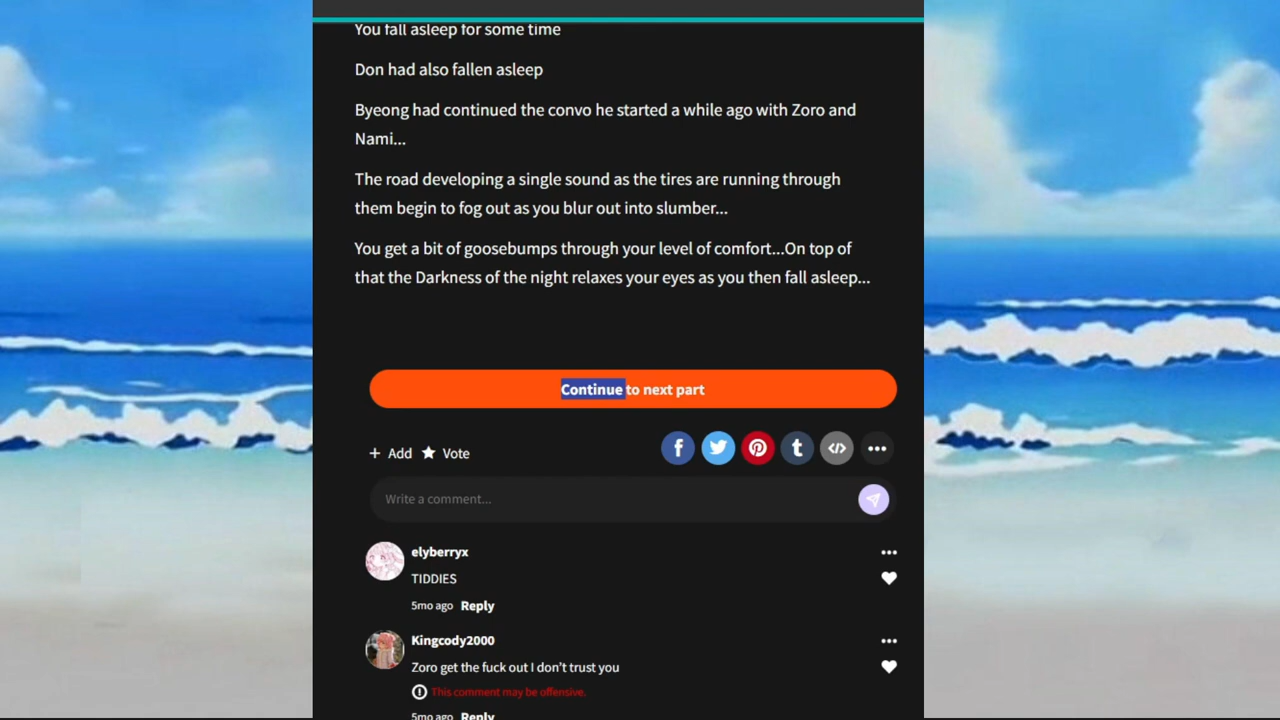 You fall asleep for some time
Don had also fallen asleep
Byeong had continued the convo he started a while ago with Zoro and
Nami...
The road developing a single sound as the tires are running through
them begin to fog out as you blur out into slumber...
You get a bit of goosebumps through your level of comfort...On top of
that the Darkness of the night relaxes your eyes as you then fall asleep...
Continue to next part
+ Add Vote
Write a comment...
elyberryx
TIDDIES
5mo ago Reply
Kingcody2000
Zoro get the fuck out I don't trust you
This comment may be offensive.
5mo ago Reply